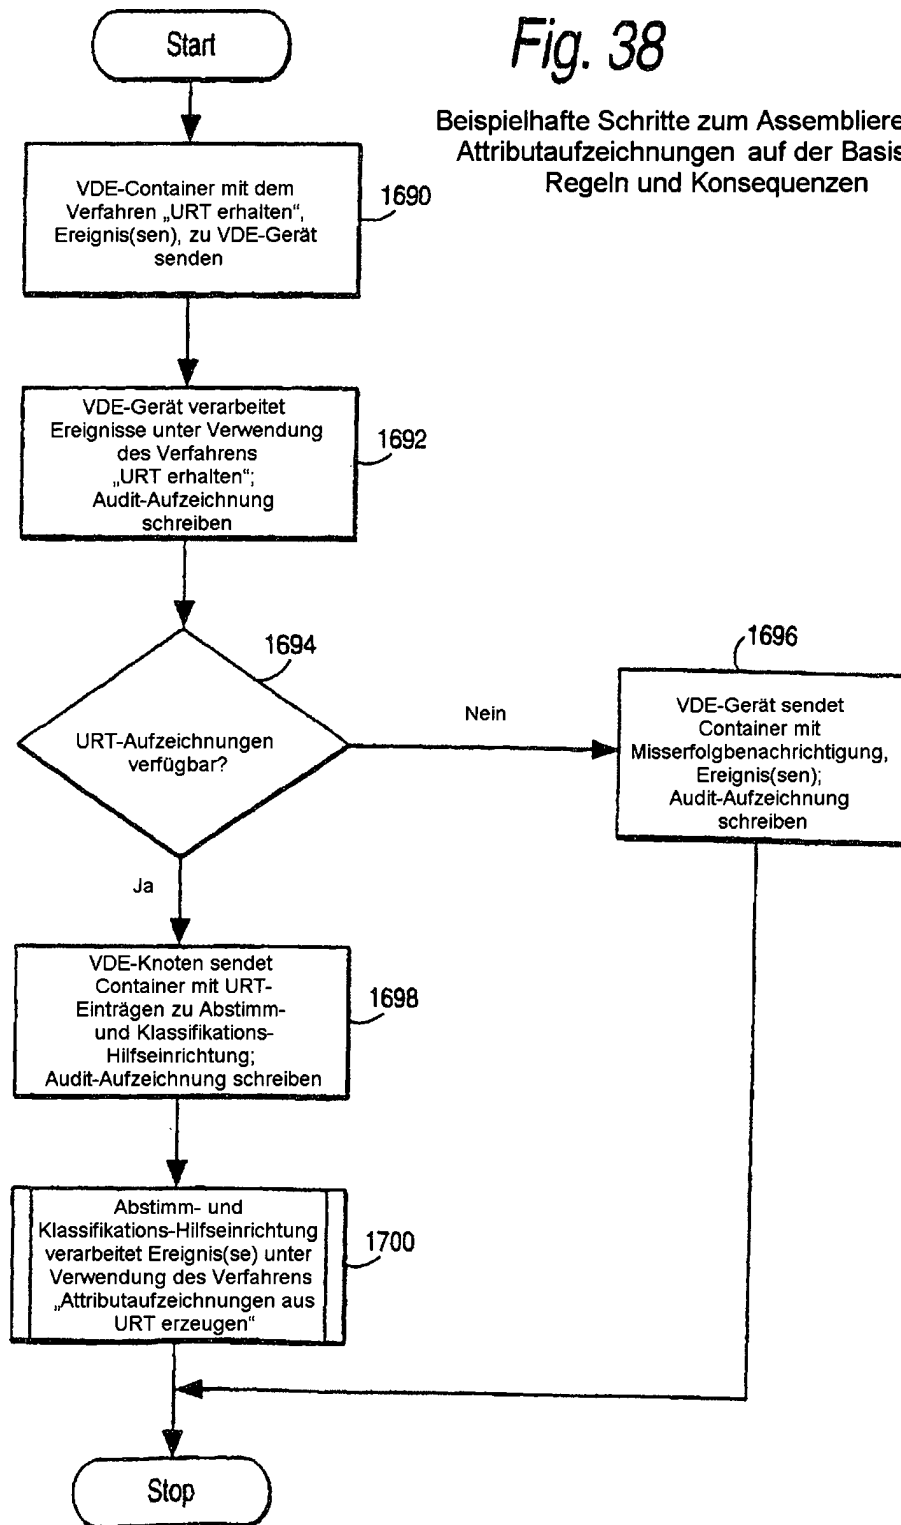 Start
Fig. 38
Beispielhafte Schritte zum Assembliere
Attributaufzeichnungen auf der Basis
Regeln und Konsequenzen
VDE-Container mit dem
Verfahren „URT erhalten“,
Ereignis(sen), zu VDE-Gerät
senden
1690
VDE-Gerät verarbeitet
Ereignisse unter Verwendung
des Verfahrens
„URT erhalten“;
Audit-Aufzeichnung
schreiben
1692
1694
URT-Aufzeichnungen
verfügbar?
Nein
1696
VDE-Gerät sendet
Container mit
Misserfolgbenachrichtigung,
Ereignis(sen);
Audit-Aufzeichnung
schreiben
Ja
VDE-Knoten sendet
Container mit URT-
Einträgen zu Abstimm-
und Klassifikations-
Hilfseinrichtung;
Audit-Aufzeichnung schreiben
1698
Abstimm- und
Klassifikations-Hilfseinrichtung
verarbeitet Ereignis(se) unter
Verwendung des Verfahrens
„Attributaufzeichnungen aus
URT erzeugen“
1700
Stop